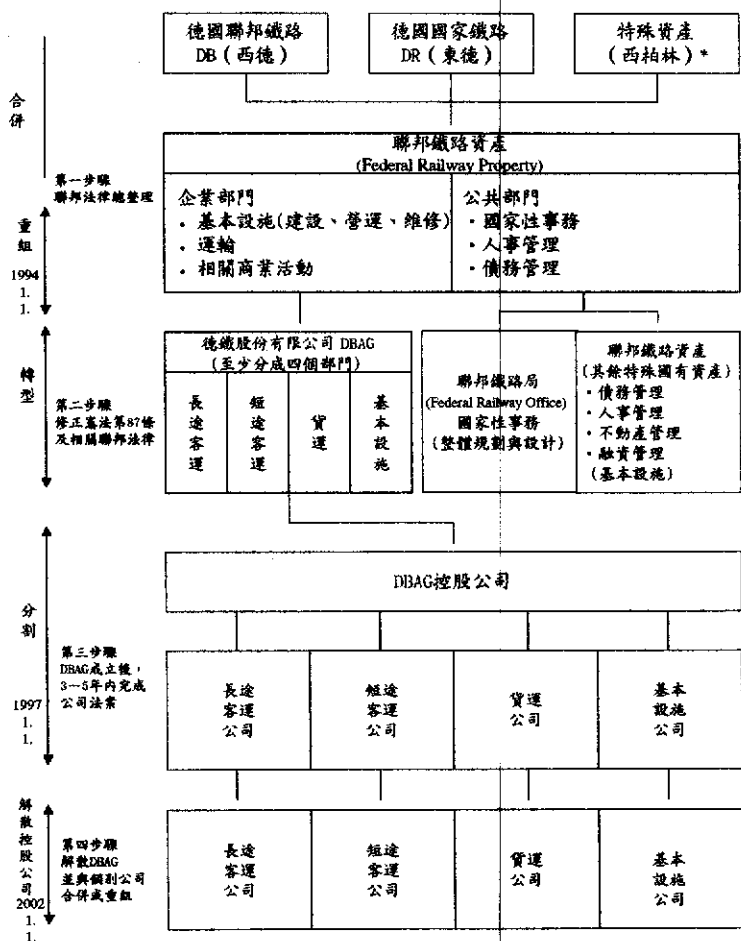 德國聯邦鐵路
DB（西德）
德國國家鐵路
DR（東德）
特殊資產
（西柏林）*
合
併
聯邦鐵路資產
(Federal Railway Property)
第一步驟
聯邦法律總整理
企業部門
．基本設施(建設、營運、維修)
．運輸
．相關商業活動
公共部門
．國家性事務
．人事管理
．債務管理
重
組
1994
1.
1.
德鐵股份有限公司 DBAG
(至少分成四個部門)
長
途
客
運
短
途
客
運
貨
運
基
本
設
施
聯邦鐵路局
(Federal Railway Office)
國家性事務
(整體規劃與設計)
聯邦鐵路資產
(其餘特殊國有資產)
・債務管理
・人事管理
・不動產管理
・融資管理
(基本設施)
轉
型
第二步驟
修正憲法第87條
及相關聯邦法律
DBAG控股公司
分
割
1997
1.
1.
第三步驟
DBAG成立後，
3－5年內完成
公司法案
長途
客運
公司
短途
客運
公司
貨運
公司
基本
設施
公司
解
散
控
股
公
司
2002
1.
1.
第四步驟
解散DBAG
並與個別公司
合併或重組
長途
客運
公司
短途
客運
公司
貨運
公司
基本
設施
公司